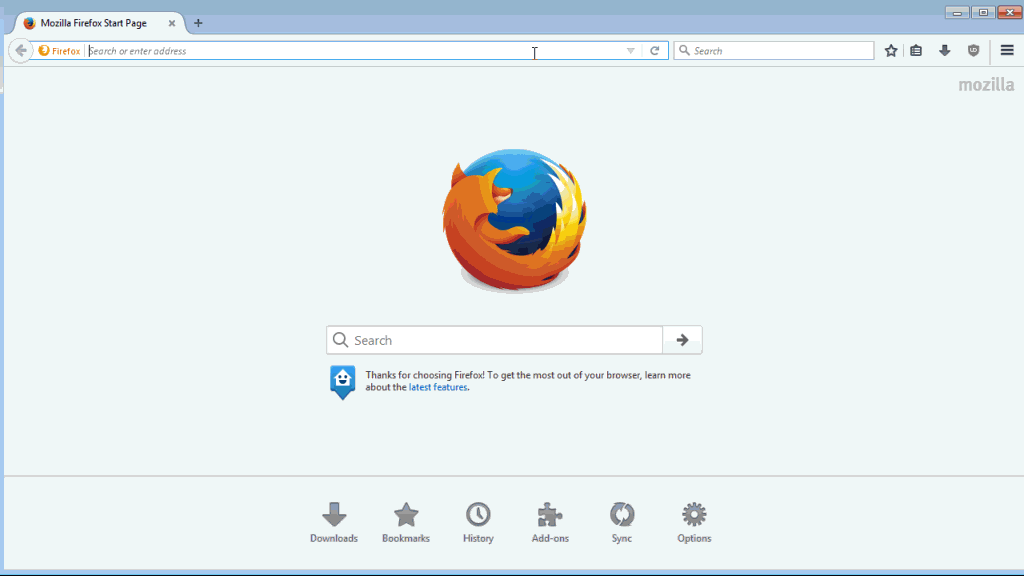 Mozilla Firefox Start Page
Firefox Search or enter address
Search
mozilla
Search
Thanks for choosing Firefox! To get the most out of your browser, learn more
about the latest features.
Downloads Bookmarks History Add-ons Sync Options